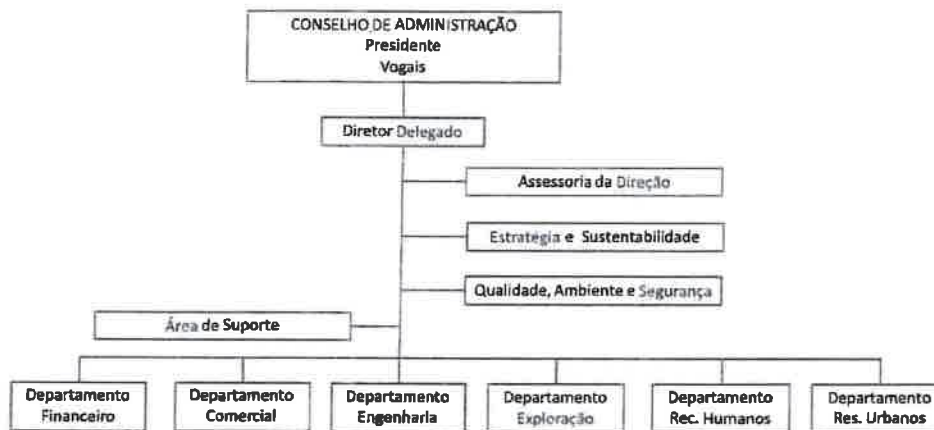 CONSELHO DE ADMINISTRAÇÃO
Presidente
Vogais
Diretor Delegado
Assessoria da Direção
Estratégia e Sustentabilidade
Qualidade, Ambiente e Segurança
Área de Suporte
Departamento
Financeiro
Departamento
Comercial
Departamento
Engenharia
Departamento
Exploração
Departamento
Rec. Humanos
Departamento
Res. Urbanos